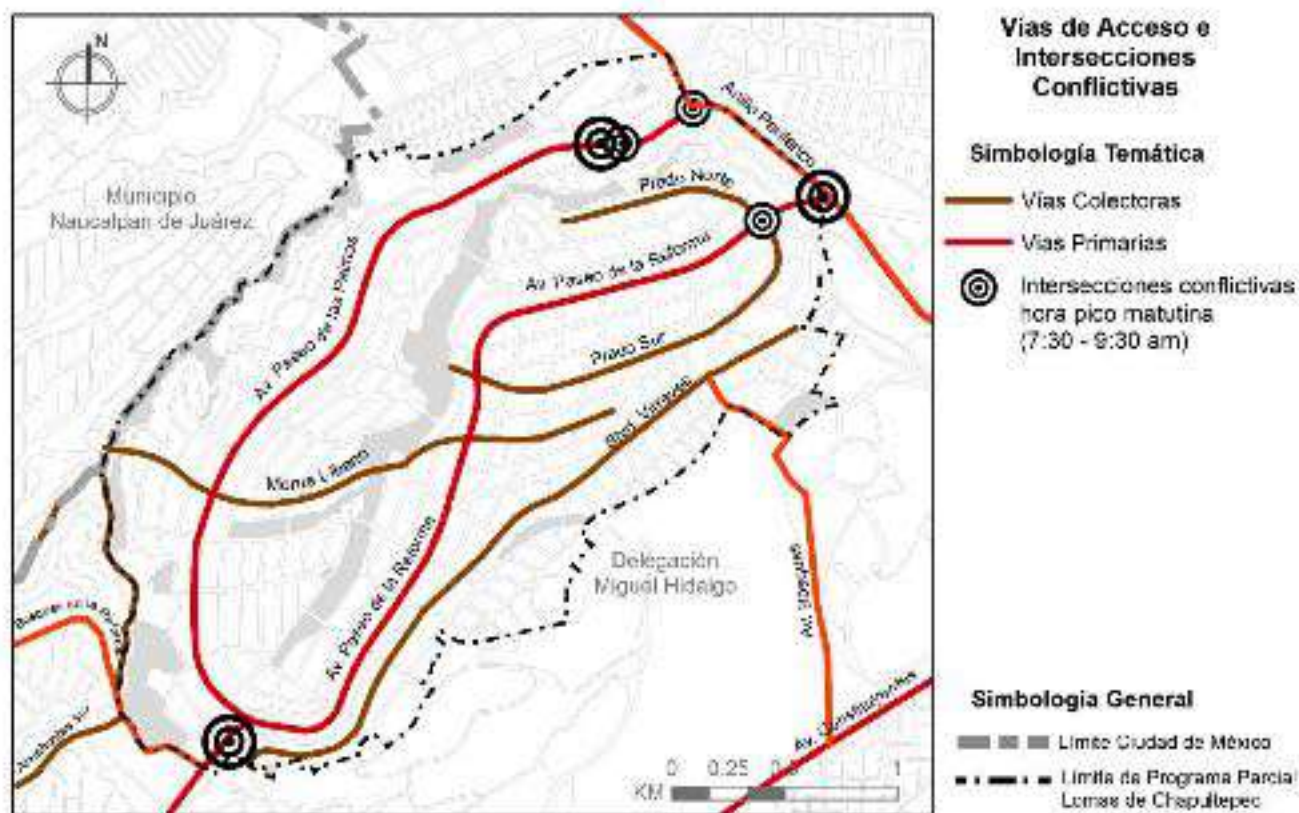 N
Municipio
Naucalpan de Juárez
Anillo Periférico
Prado Norte
Av. Paseo de la Reforma
Av. Paseo de las Palmas
Prado Sur
Blvd. Virreyes
Monte Líbano
Av. Paseo de la Reforma
Delegación
Miguel Hidalgo
Av. Bosques
Av. Constituyentes
0 0.25 1
KM
Vías de Acceso e
Intersecciones
Conflictivas
Simbología Temática
Vías Colectoras
Vías Primarias
Intersecciones conflictivas
hora pico matutina
(7:30 - 9:30 am)
Simbología General
Límite Ciudad de México
Límite de Programa Parcial
Lomas de Chapultepec